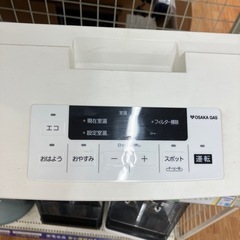 室温
現在室温
フィルター掃除
設定室温
OSAKA GAS
エコ
おはよう
おやすみ
－
＋
スポット
運転